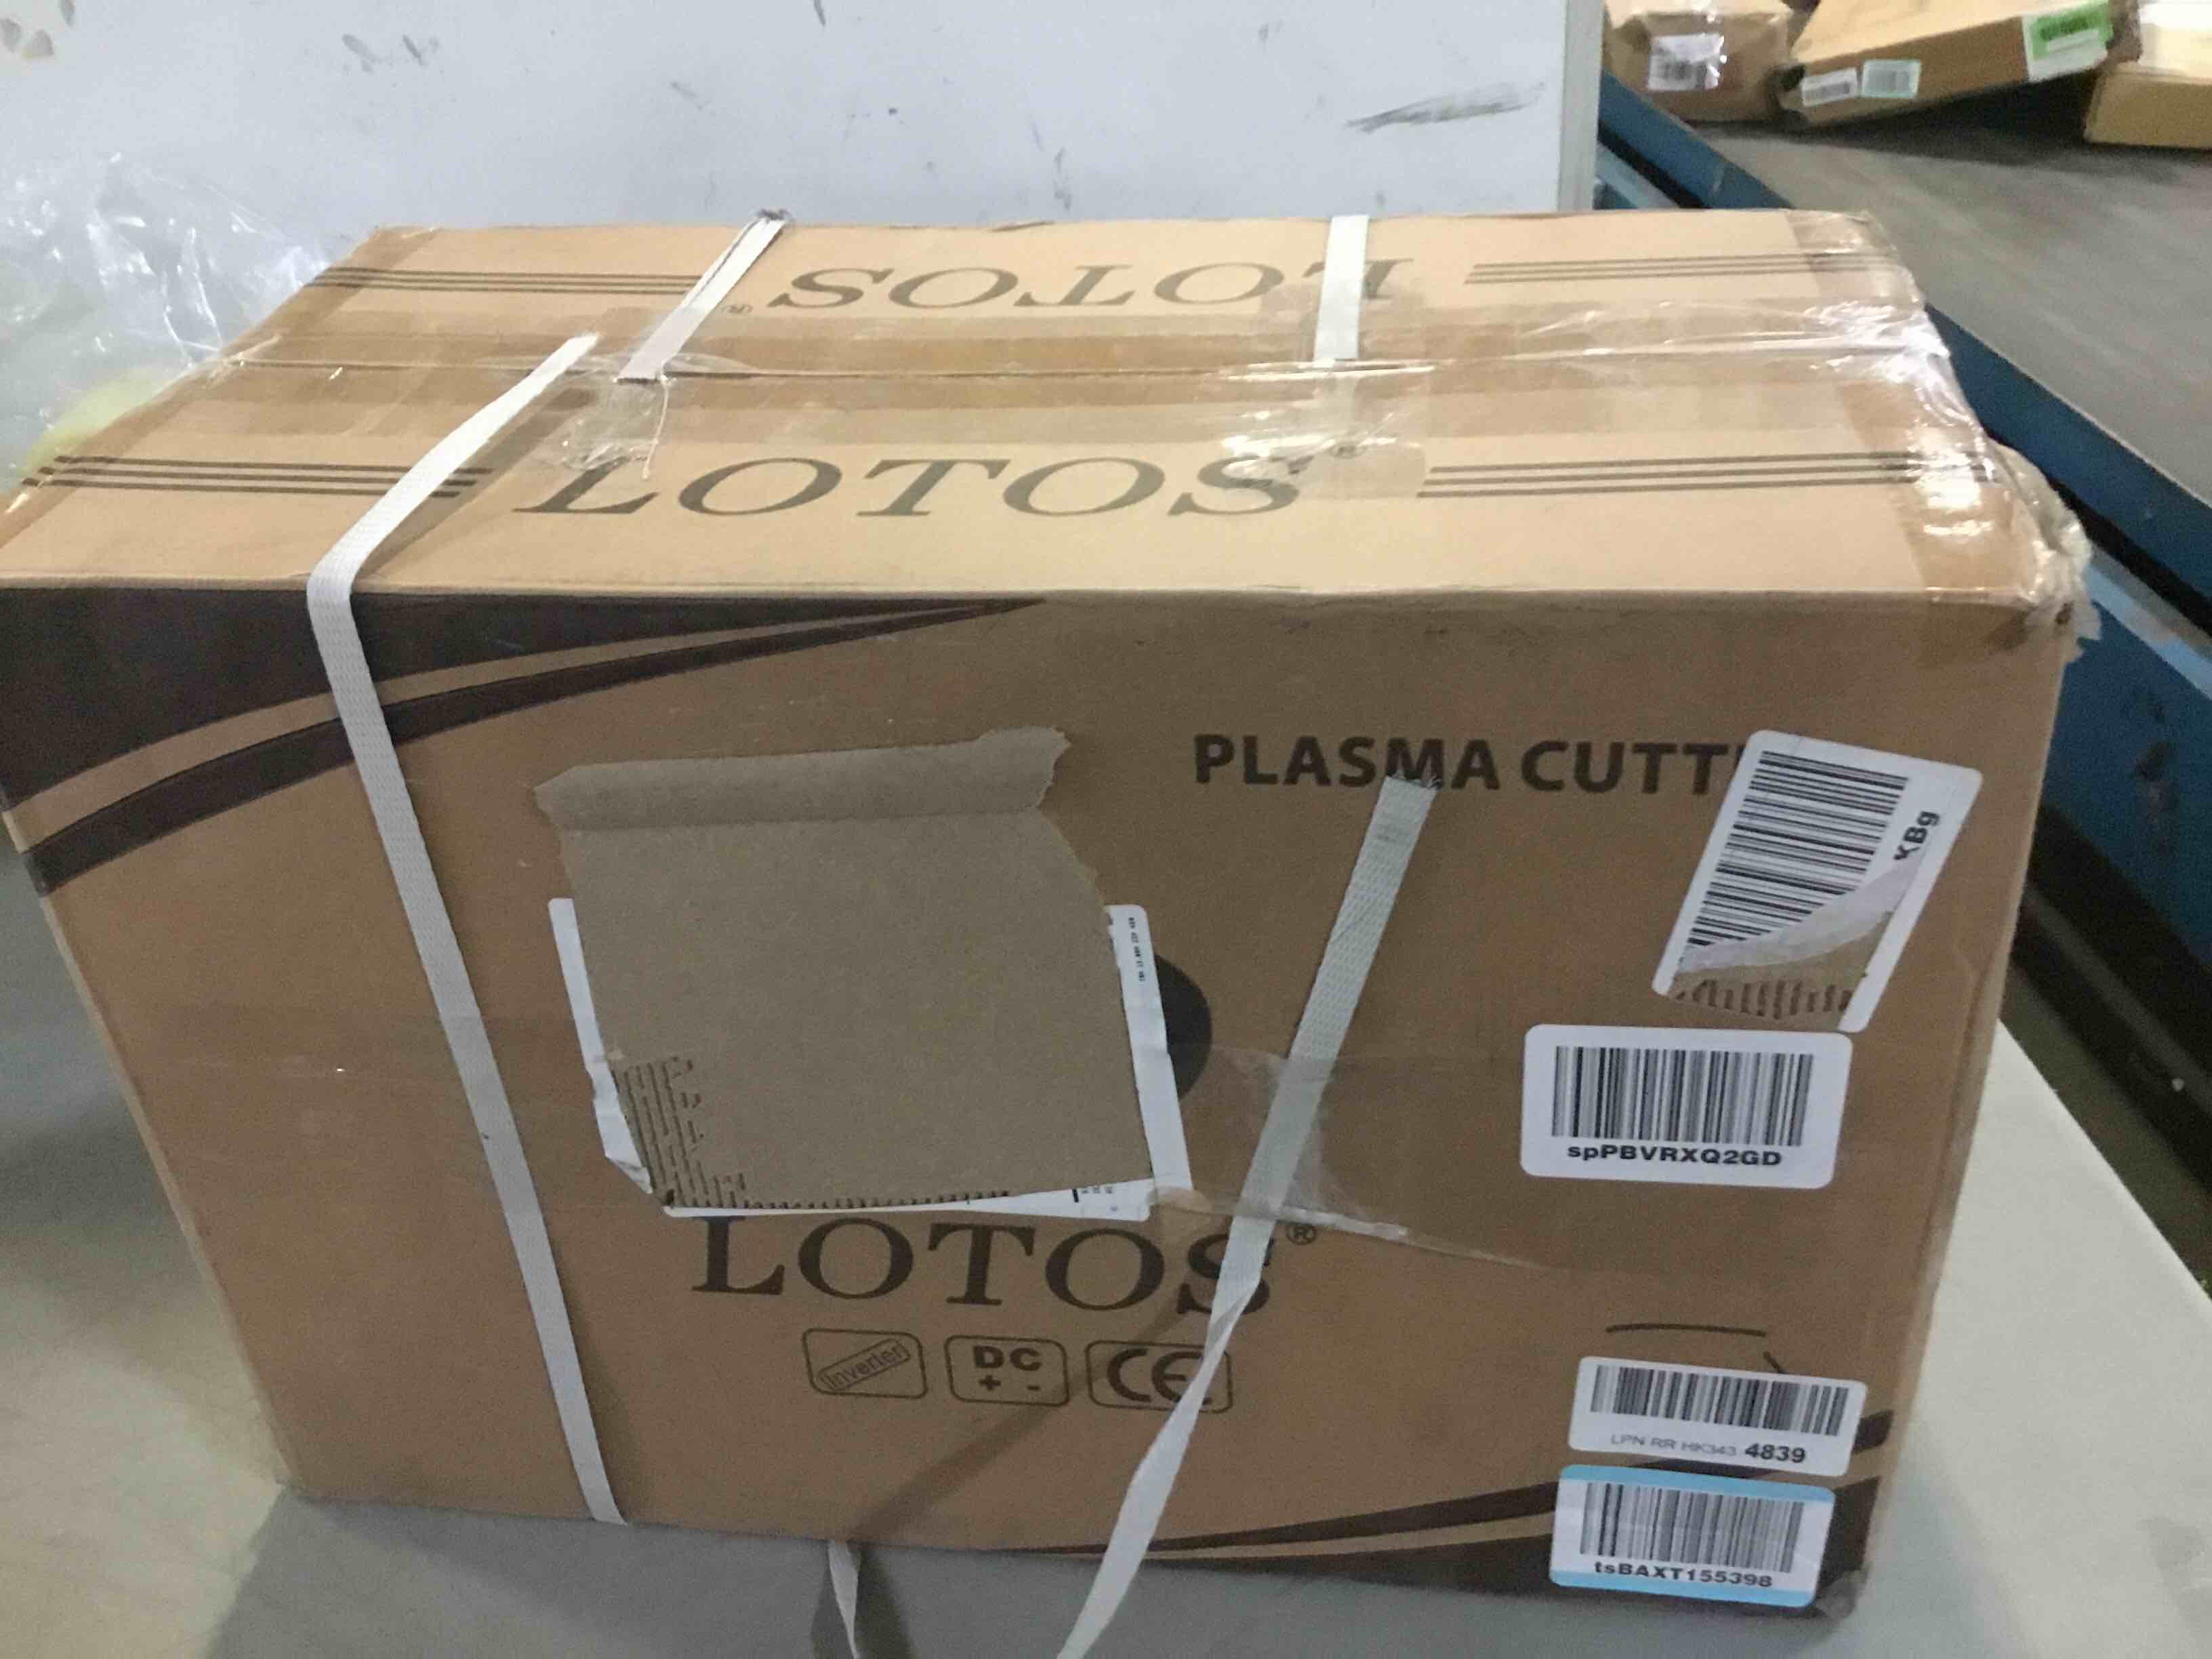 LOTOS
®
LOTOS
®
PLASMA CUTT
KBg
spPBVRXQ2GD
LOTOS®
Inverter
DC
+ -
CE
LPN RR HK343 4839
tsBAXT155398